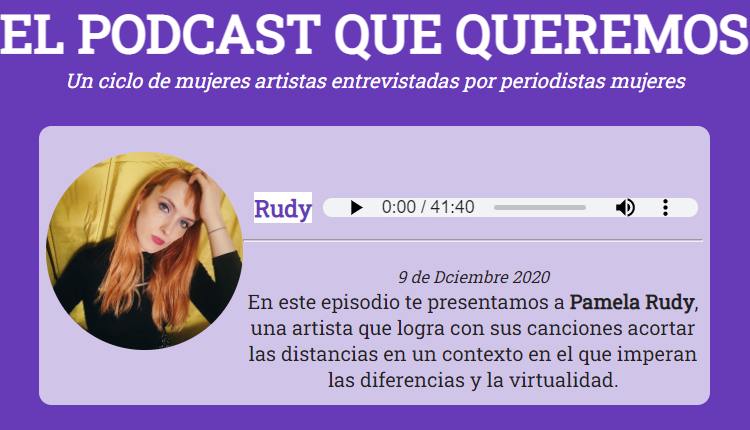 EL PODCAST QUE QUEREMOS
Un ciclo de mujeres artistas entrevistadas por periodistas mujeres
Rudy
0:00 / 41:40
9 de Dciembre 2020
En este episodio te presentamos a Pamela Rudy,
una artista que logra con sus canciones acortar
las distancias en un contexto en el que imperan
las diferencias y la virtualidad.